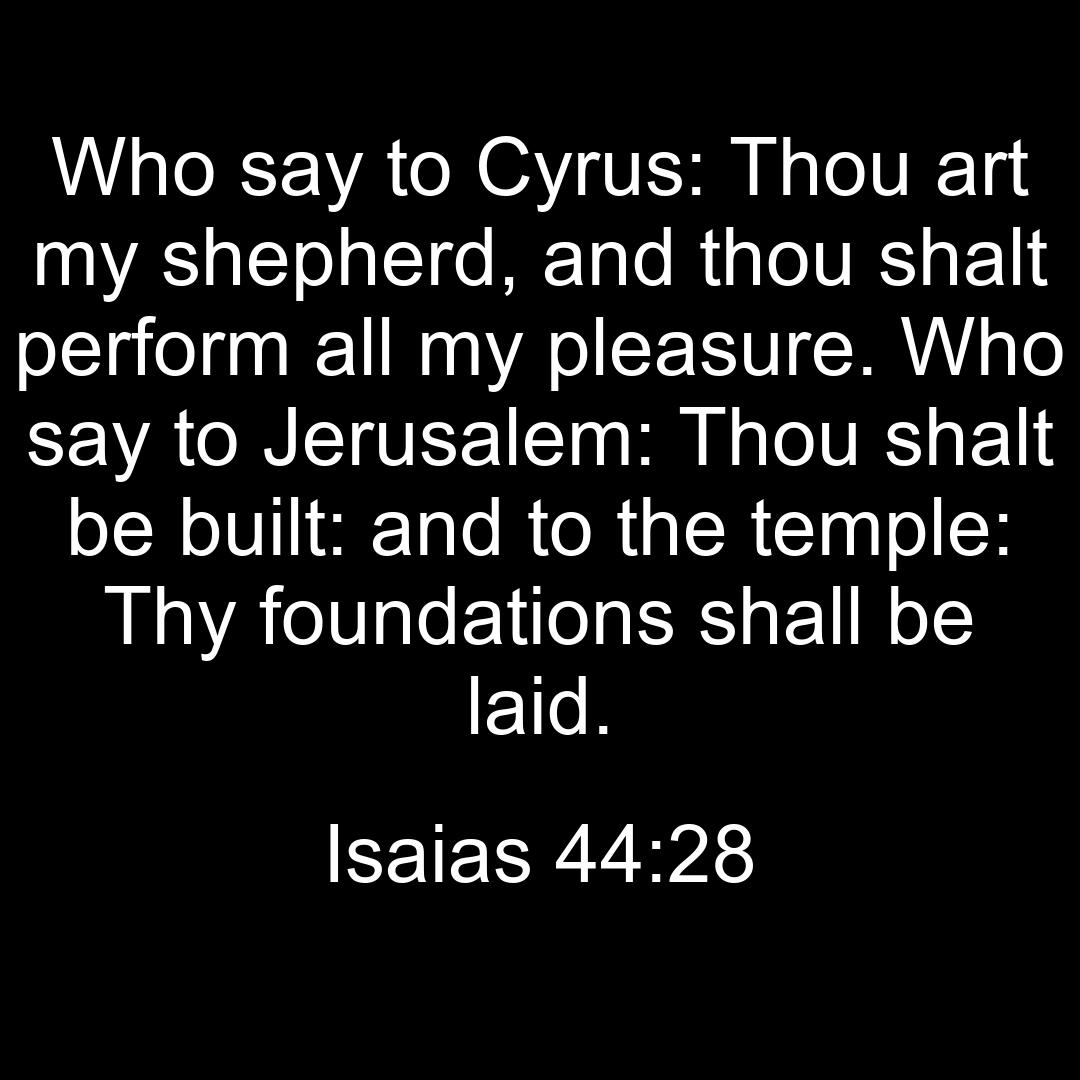 Who say to Cyrus: Thou art
my shepherd, and thou shalt
perform all my pleasure. Who
say to Jerusalem: Thou shalt
be built: and to the temple:
Thy foundations shall be
laid.
Isaias 44:28